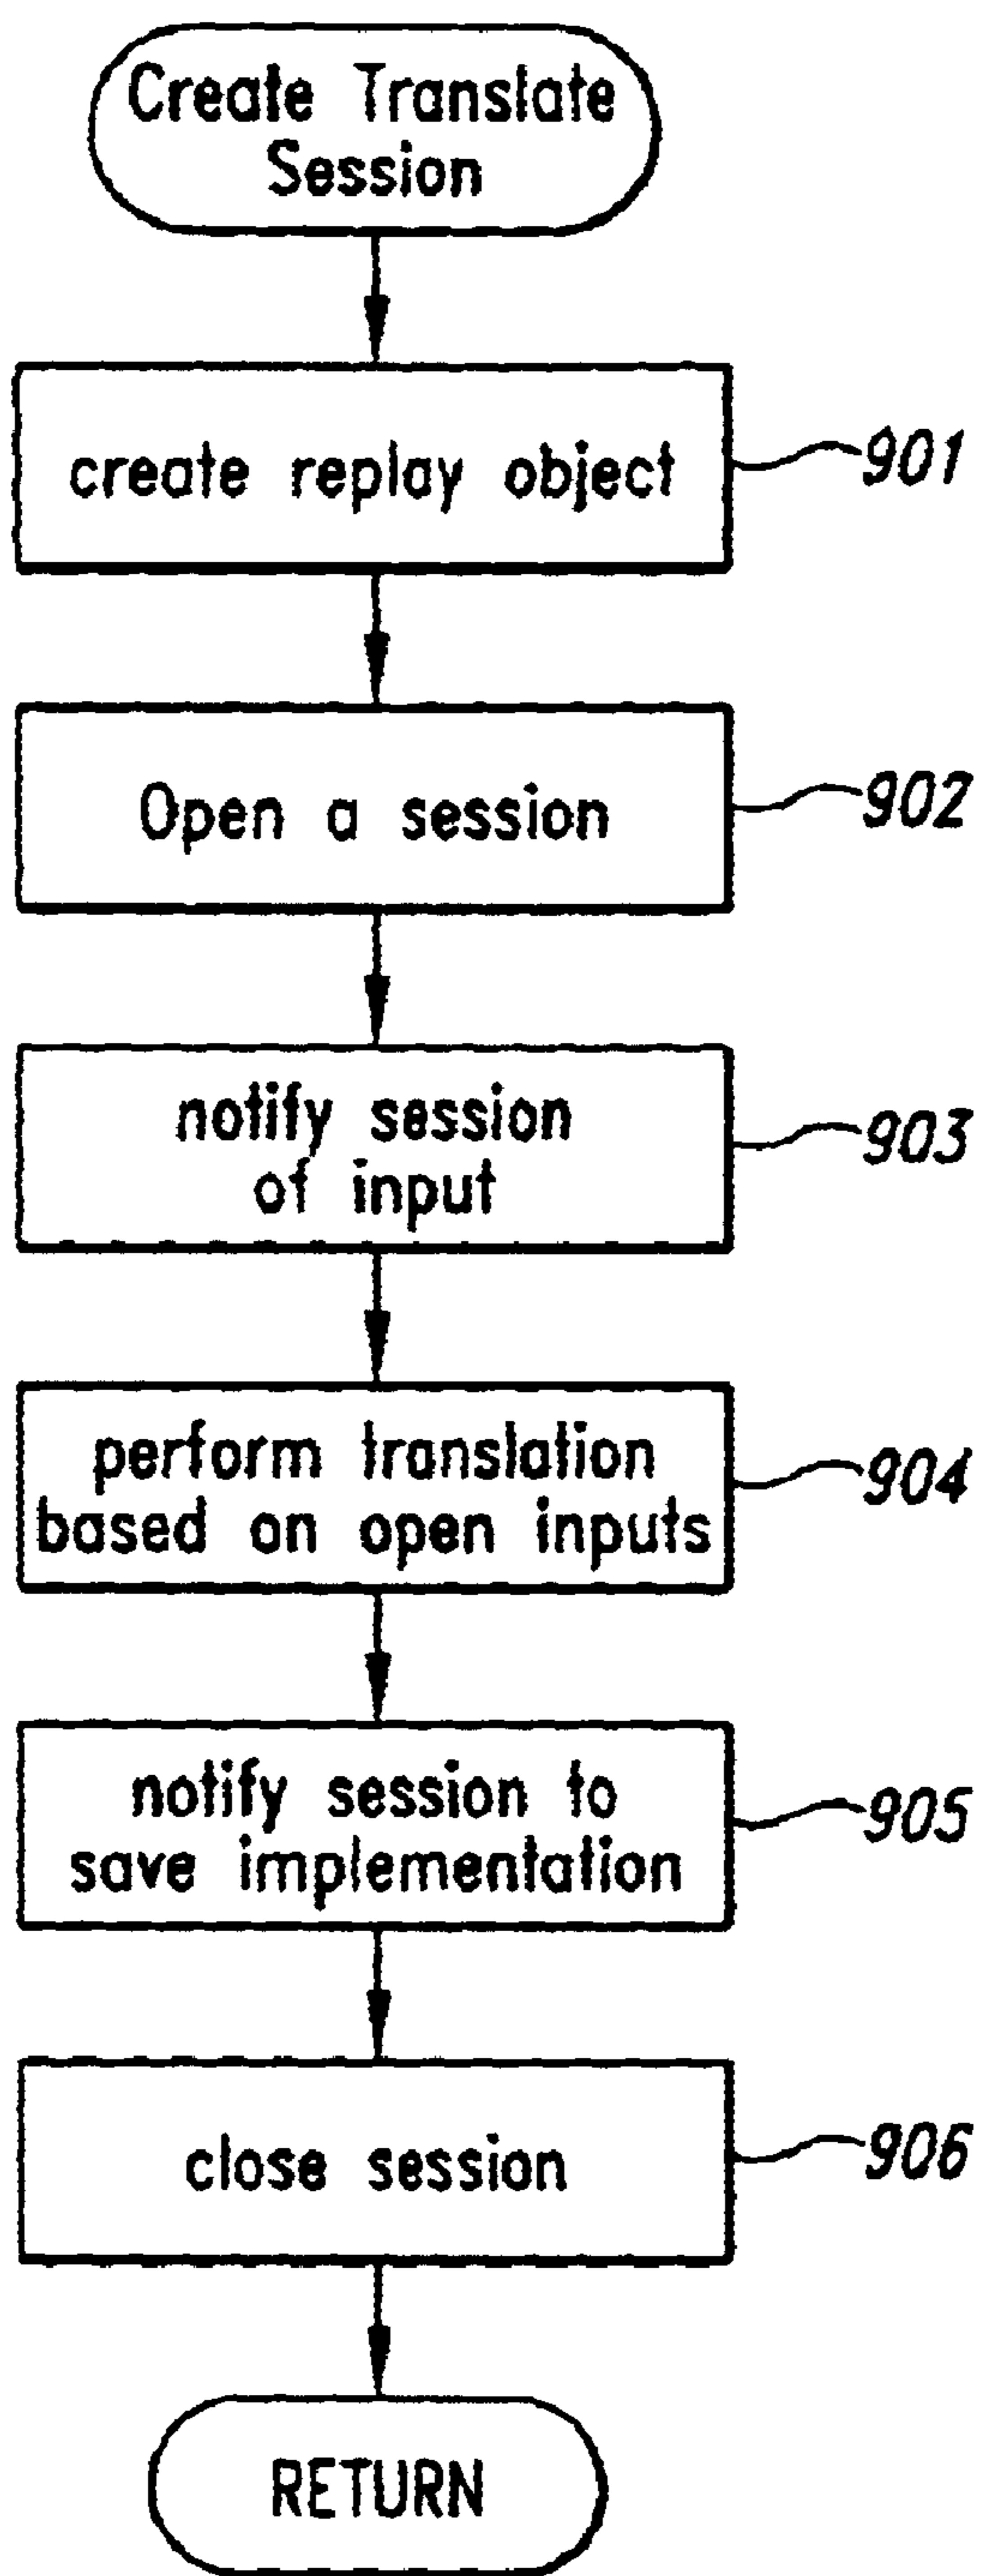 Create Translate
Session
create replay object
901
Open a session
902
notify session
of input
903
perform translation
based on open inputs
904
notify session to
save implementation
905
close session
906
RETURN